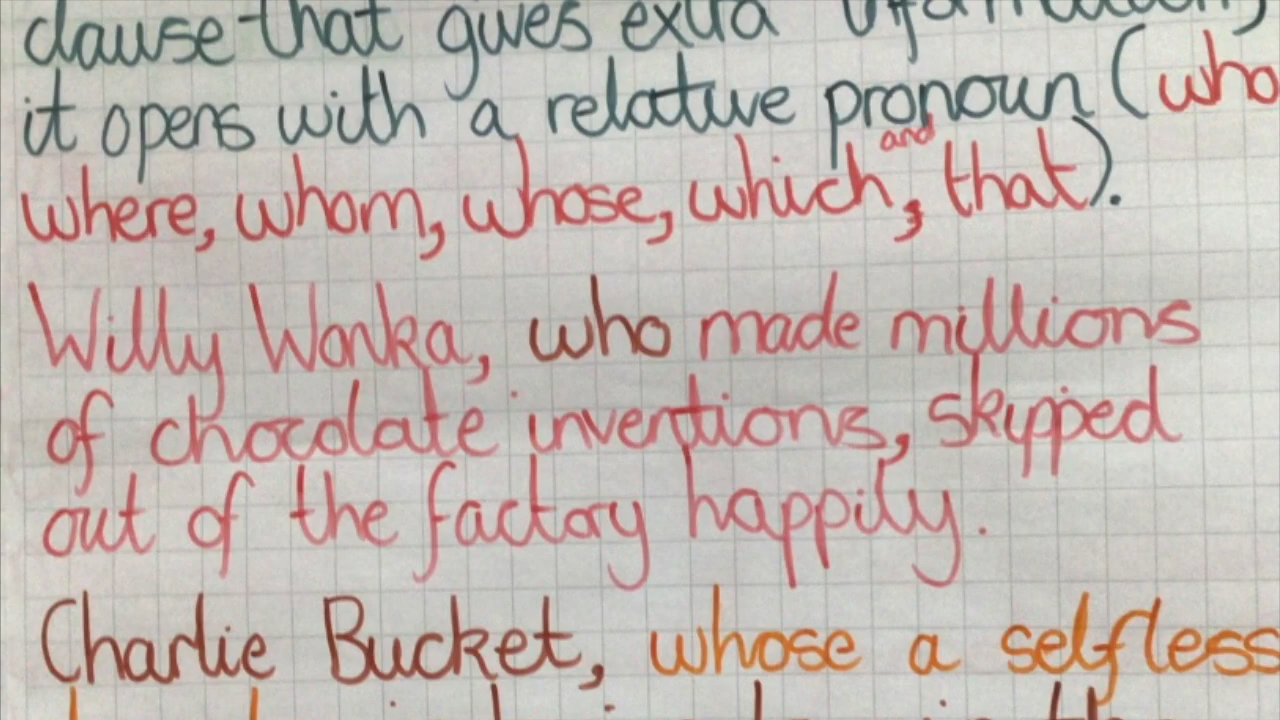 clause that gives extra information,
it opens with a relative pronoun (who
where, whom, whose, which, and that).
Willy Wonka, who made millions
of chocolate inventions, skipped
out of the factory happily.
Charlie Bucket, whose a selfless